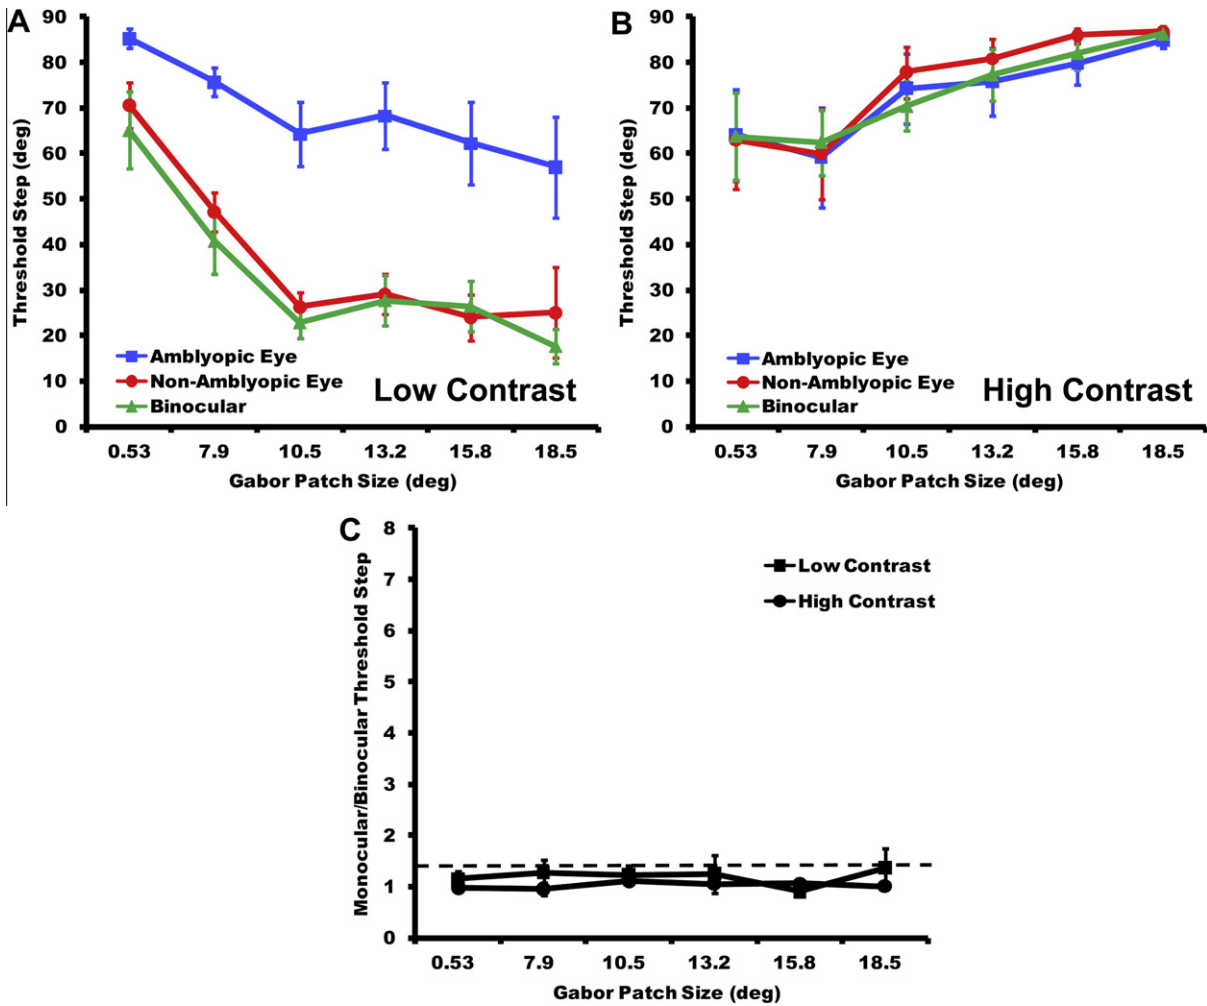 A
90
80
70
60
50
40
30
20
10
0
Threshold Step (deg)
Amblyopic Eye
Non-Amblyopic Eye
Binocular
Low Contrast
0.53 7.9 10.5 13.2 15.8 18.5
Gabor Patch Size (deg)
B
90
80
70
60
50
40
30
20
10
0
Threshold Step (deg)
Amblyopic Eye
Non-Amblyopic Eye
Binocular
High Contrast
0.53 7.9 10.5 13.2 15.8 18.5
Gabor Patch Size (deg)
C
8
7
6
5
4
3
2
1
0
Monocular/Binocular Threshold Step
Low Contrast
High Contrast
0.53 7.9 10.5 13.2 15.8 18.5
Gabor Patch Size (deg)